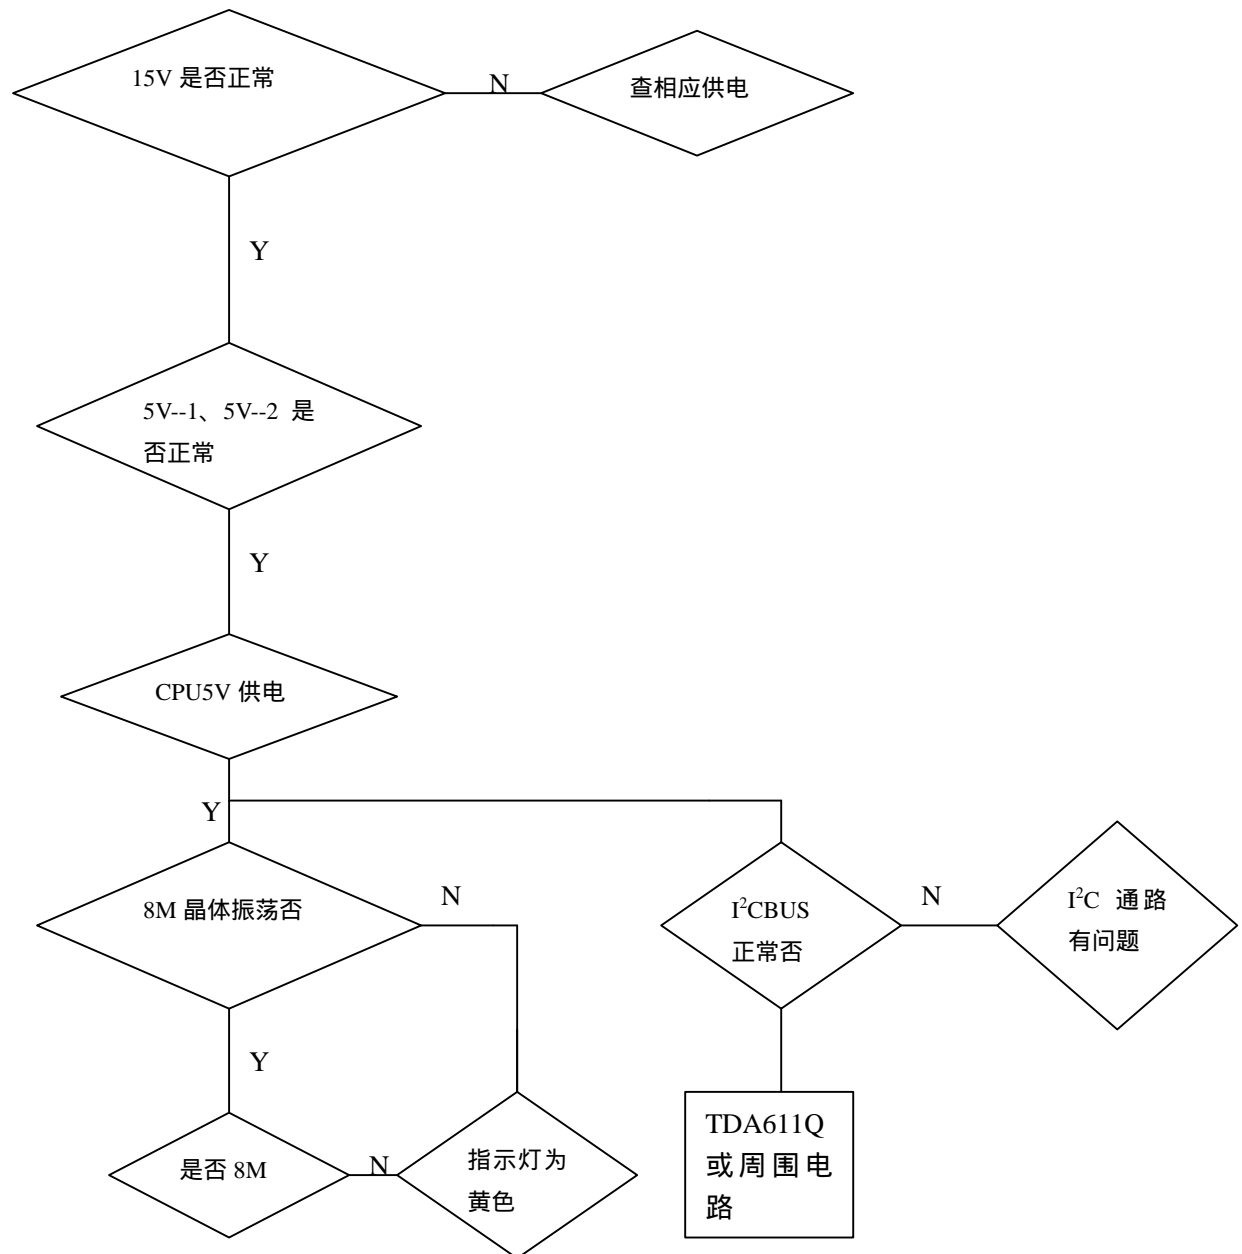 15V 是否正常
N
查相应供电
Y
5V--1、5V--2 是
否正常
Y
CPU5V 供电
Y
8M 晶体振荡否
N
I²CBUS
正常否
N
I²C 通路
有问题
Y
是否 8M
N
指示灯为
黄色
TDA611Q
或周围电
路